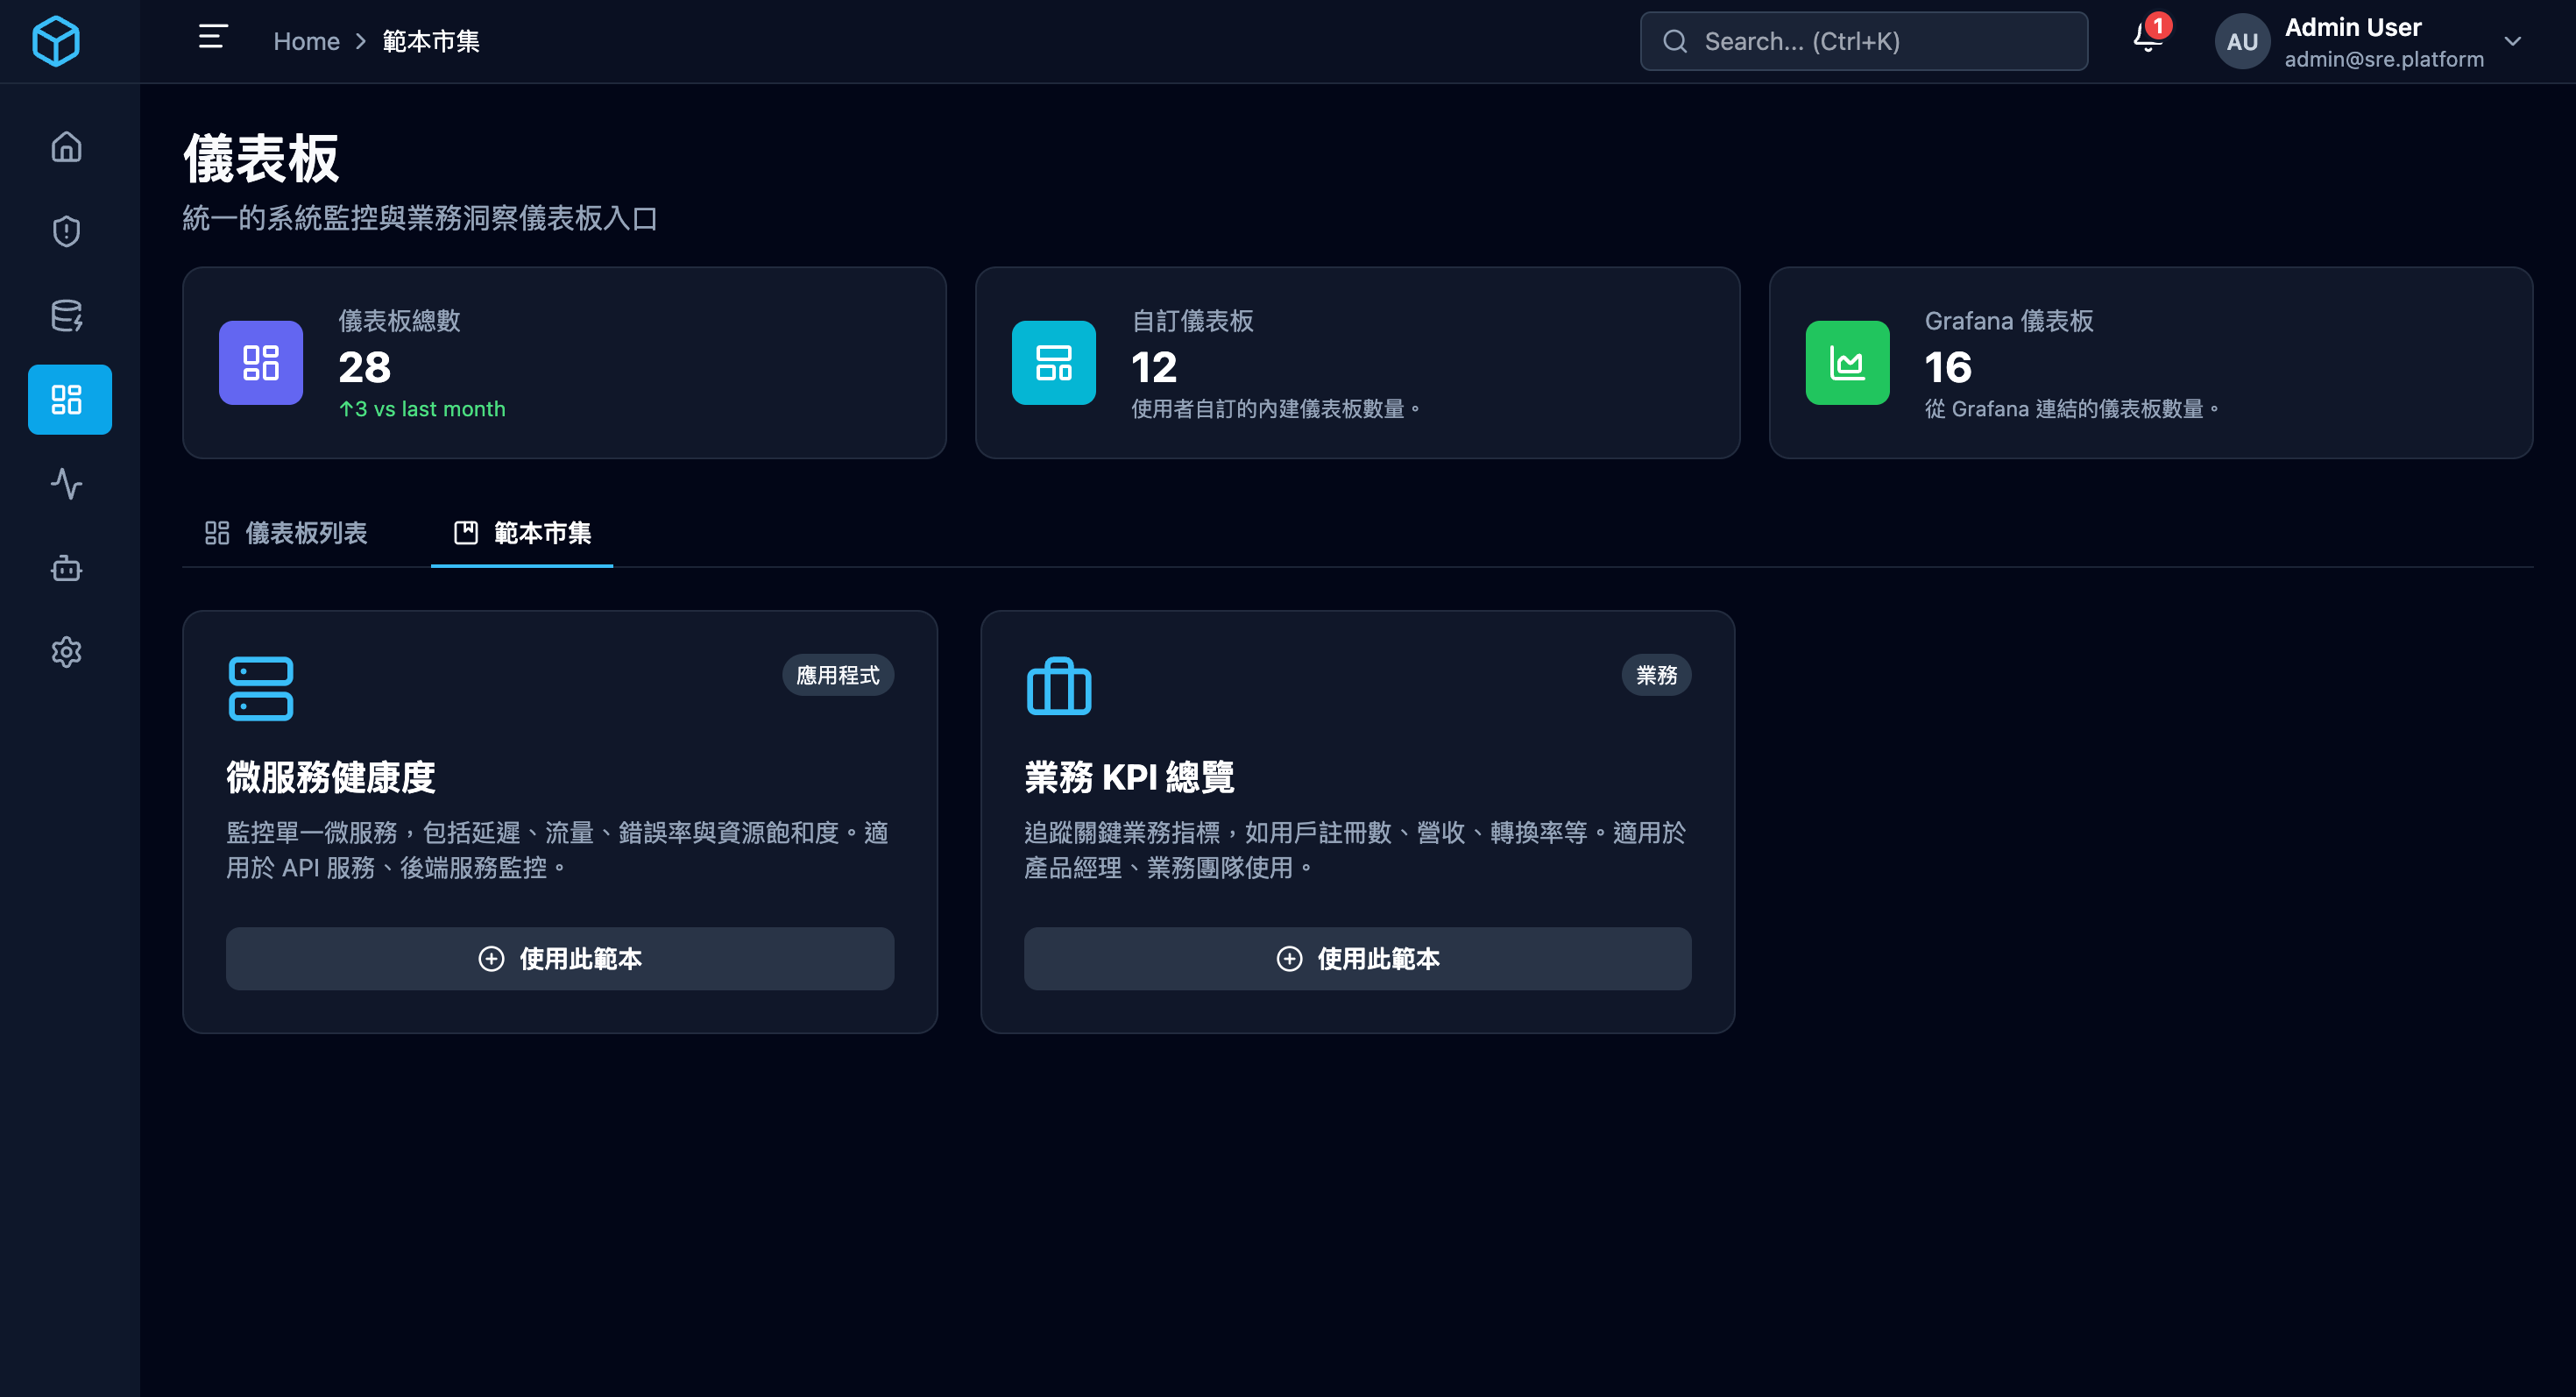 Home > 範本市集
Search... (Ctrl+K)
1
AU
Admin User
admin@sre.platform
儀表板
統一的系統監控與業務洞察儀表板入口
儀表板總數
28
↑3 vs last month
自訂儀表板
12
使用者自訂的內建儀表板數量。
Grafana 儀表板
16
從 Grafana 連結的儀表板數量。
儀表板列表
範本市集
應用程式
微服務健康度
監控單一微服務，包括延遲、流量、錯誤率與資源飽和度。適
用於 API 服務、後端服務監控。
使用此範本
業務
業務 KPI 總覽
追蹤關鍵業務指標，如用戶註冊數、營收、轉換率等。適用於
產品經理、業務團隊使用。
使用此範本